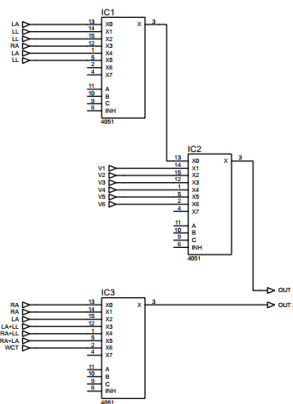 IC1
LA 13 X0 X 3
LL 14 X1
LL 15 X2
RA 12 X3
LA 1 X4
LL 5 X5
2 X6
4 X7
11 A
10 B
9 C
6 INH
4051
IC2
13 X0 X 3
V1 14 X1
V2 15 X2
V3 12 X3
V4 1 X4
V5 5 X5
V6 2 X6
4 X7
11 A
10 B
9 C
6 INH
4051
OUT
OUT
IC3
RA 13 X0 X 3
RA 14 X1
LA 15 X2
LA+LL 12 X3
RA+LL 1 X4
RA+LA 5 X5
WCT 2 X6
4 X7
11 A
10 B
9 C
6 INH
4051